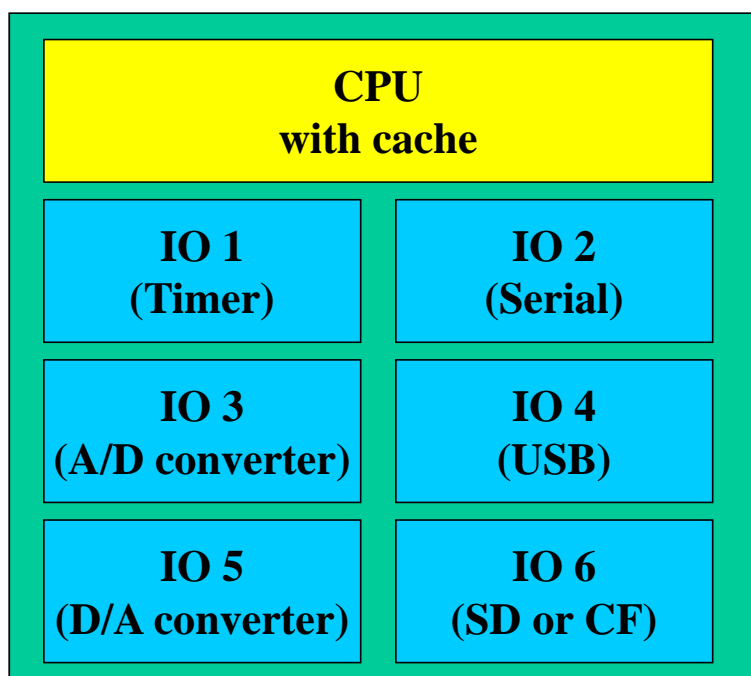 CPU
with cache
IO 1
(Timer)
IO 2
(Serial)
IO 3
(A/D converter)
IO 4
(USB)
IO 5
(D/A converter)
IO 6
(SD or CF)